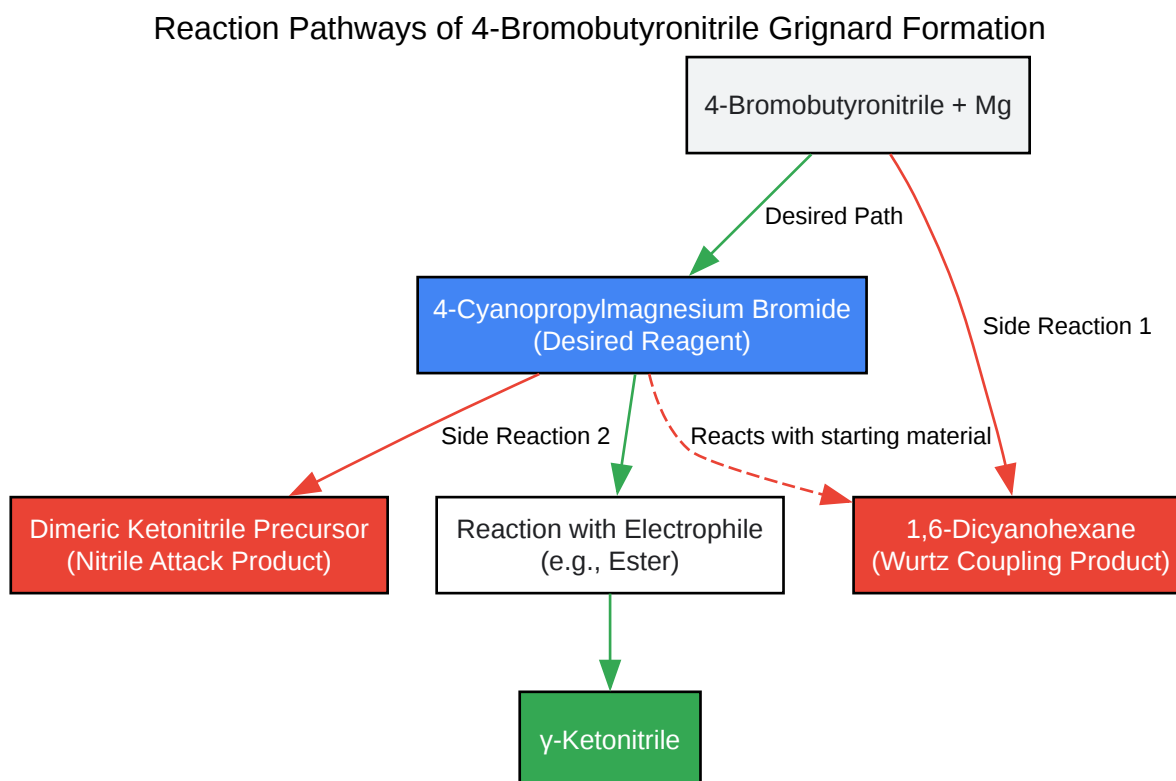 Reaction Pathways of 4-Bromobutyronitrile Grignard Formation
4-Bromobutyronitrile + Mg
Desired Path
4-Cyanopropylmagnesium Bromide
(Desired Reagent)
Side Reaction 1
Side Reaction 2
Reacts with starting material
Dimeric Ketonitrile Precursor
(Nitrile Attack Product)
Reaction with Electrophile
(e.g., Ester)
1,6-Dicyanohexane
(Wurtz Coupling Product)
γ-Ketonitrile